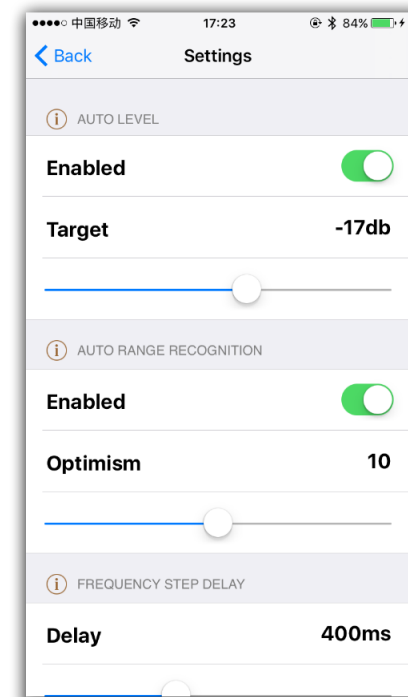 中国移动 17:23 84%
Back Settings
AUTO LEVEL
Enabled
Target -17db
AUTO RANGE RECOGNITION
Enabled
Optimism 10
FREQUENCY STEP DELAY
Delay 400ms